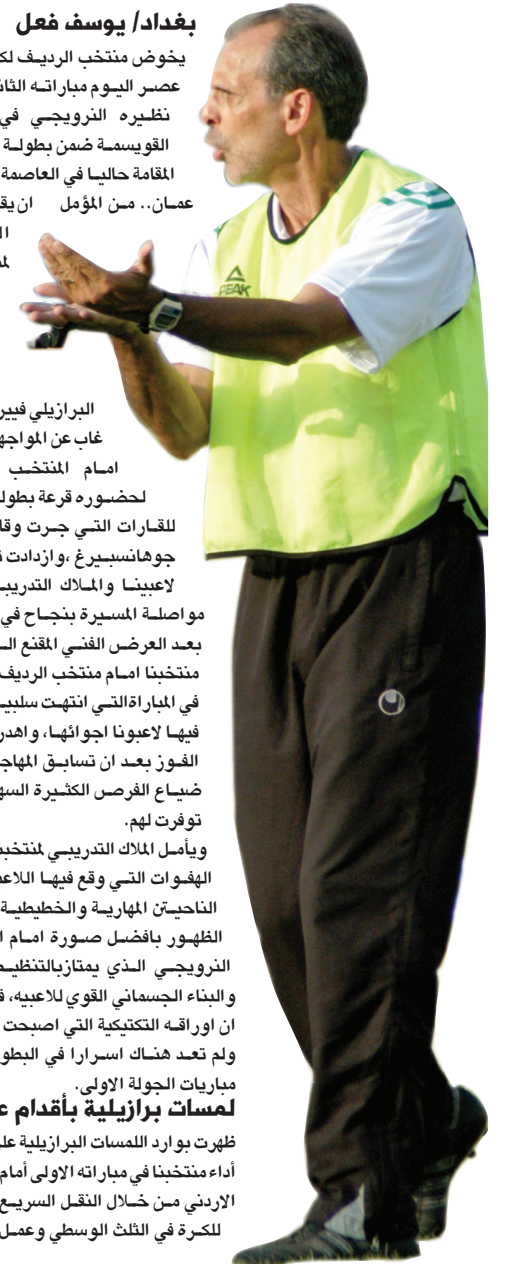 بغداد/ يوسف فعل
يخوض منتخب الرديف لك
عصر اليوم مباراته الثان
نظيره النرويجي في
القويسمة ضمن بطولة
المقامة حاليا في العاصمة
عمان.. من المؤمل ان يق
البرازيلي فيير
غاب عن المواجه
امام المنتخب
لحضوره قرعة بطول
للقارات التي جرت وقا
جوهانسبيرغ ،وازدادت
لاعبينا والملاك التدريب
مواصلة المسيرة بنجاح في
بعد العرض الفني المقنع ال
منتخبنا امام منتخب الرديف
في المباراةالتي انتهت سلبي
فيها لاعبونا اجوائها، واهدر
الفوز بعد ان تسابق المهاج
ضياع الفرص الكثيرة السه
توفرت لهم.
ويأمل الملاك التدريبي لمنتخب
الهفوات التي وقع فيها اللاع
الناحيتن المهارية والخطيطية
الظهور بافضل صورة امام ا
النرويجي الذي يمتازبالتنظيم
والبناء الجسماني القوي للاعبيه، ق
ان اوراقه التكتيكية التي اصبحت
ولم تعد هناك اسرارا في البطو
مباريات الجولة الاولى.
لمسات برازيلية بأقدام ع
ظهرت بوارد اللمسات البرازيلية على
أداء منتخبنا في مباراته الاولى أمام
الاردني من خلال النقل السريع
للكرة في الثلث الوسطي وعمل
PEAK